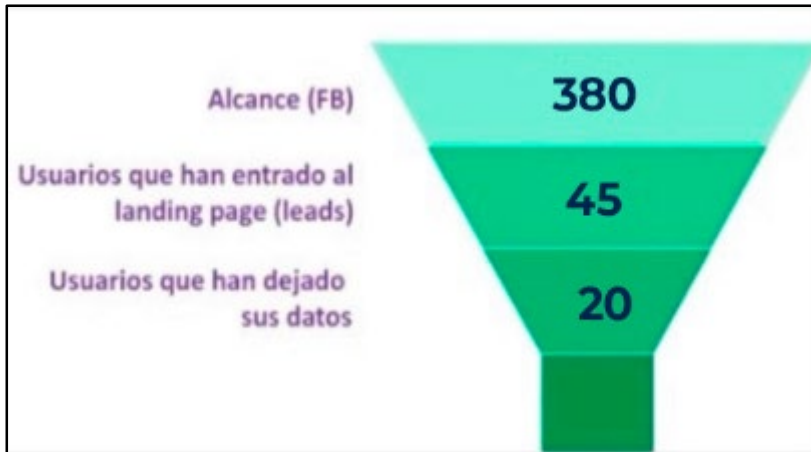 Alcance (FB)
380
Usuarios que han entrado al
landing page (leads)
45
Usuarios que han dejado
sus datos
20